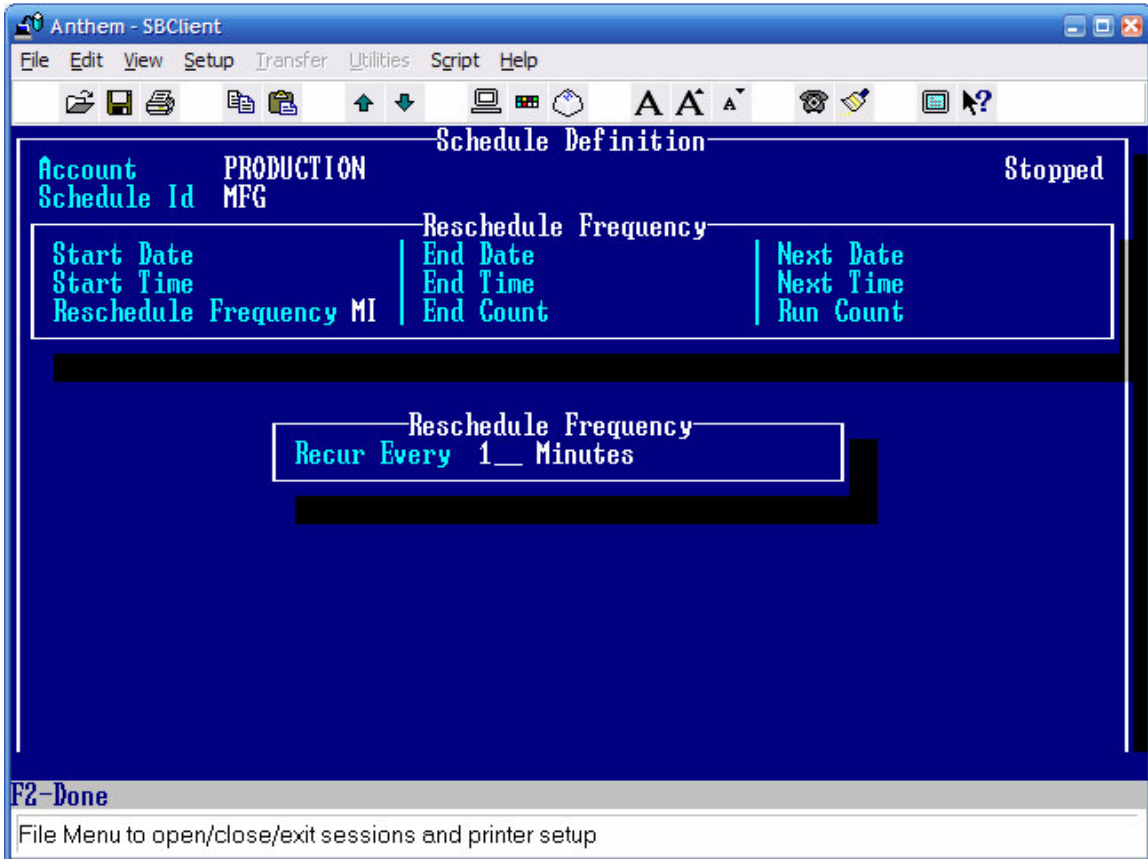 Anthem - SBClient
File Edit View Setup Transfer Utilities Script Help
A A A ?
Schedule Definition
Account PRODUCTION Stopped
Schedule Id MFG
Reschedule Frequency
Start Date | End Date | Next Date
Start Time | End Time | Next Time
Reschedule Frequency MI | End Count | Run Count
Reschedule Frequency
Recur Every 1__ Minutes
F2-Done
File Menu to open/close/exit sessions and printer setup